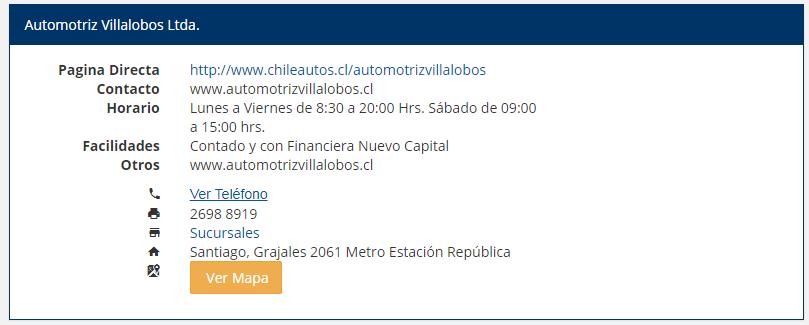 Automotriz Villalobos Ltda.
Pagina Directa http://www.chileautos.cl/automotrizvillalobos
Contacto www.automotrizvillalobos.cl
Horario Lunes a Viernes de 8:30 a 20:00 Hrs. Sábado de 09:00
a 15:00 hrs.
Facilidades Contado y con Financiera Nuevo Capital
Otros www.automotrizvillalobos.cl
Ver Teléfono
2698 8919
Sucursales
Santiago, Grajales 2061 Metro Estación República
Ver Mapa